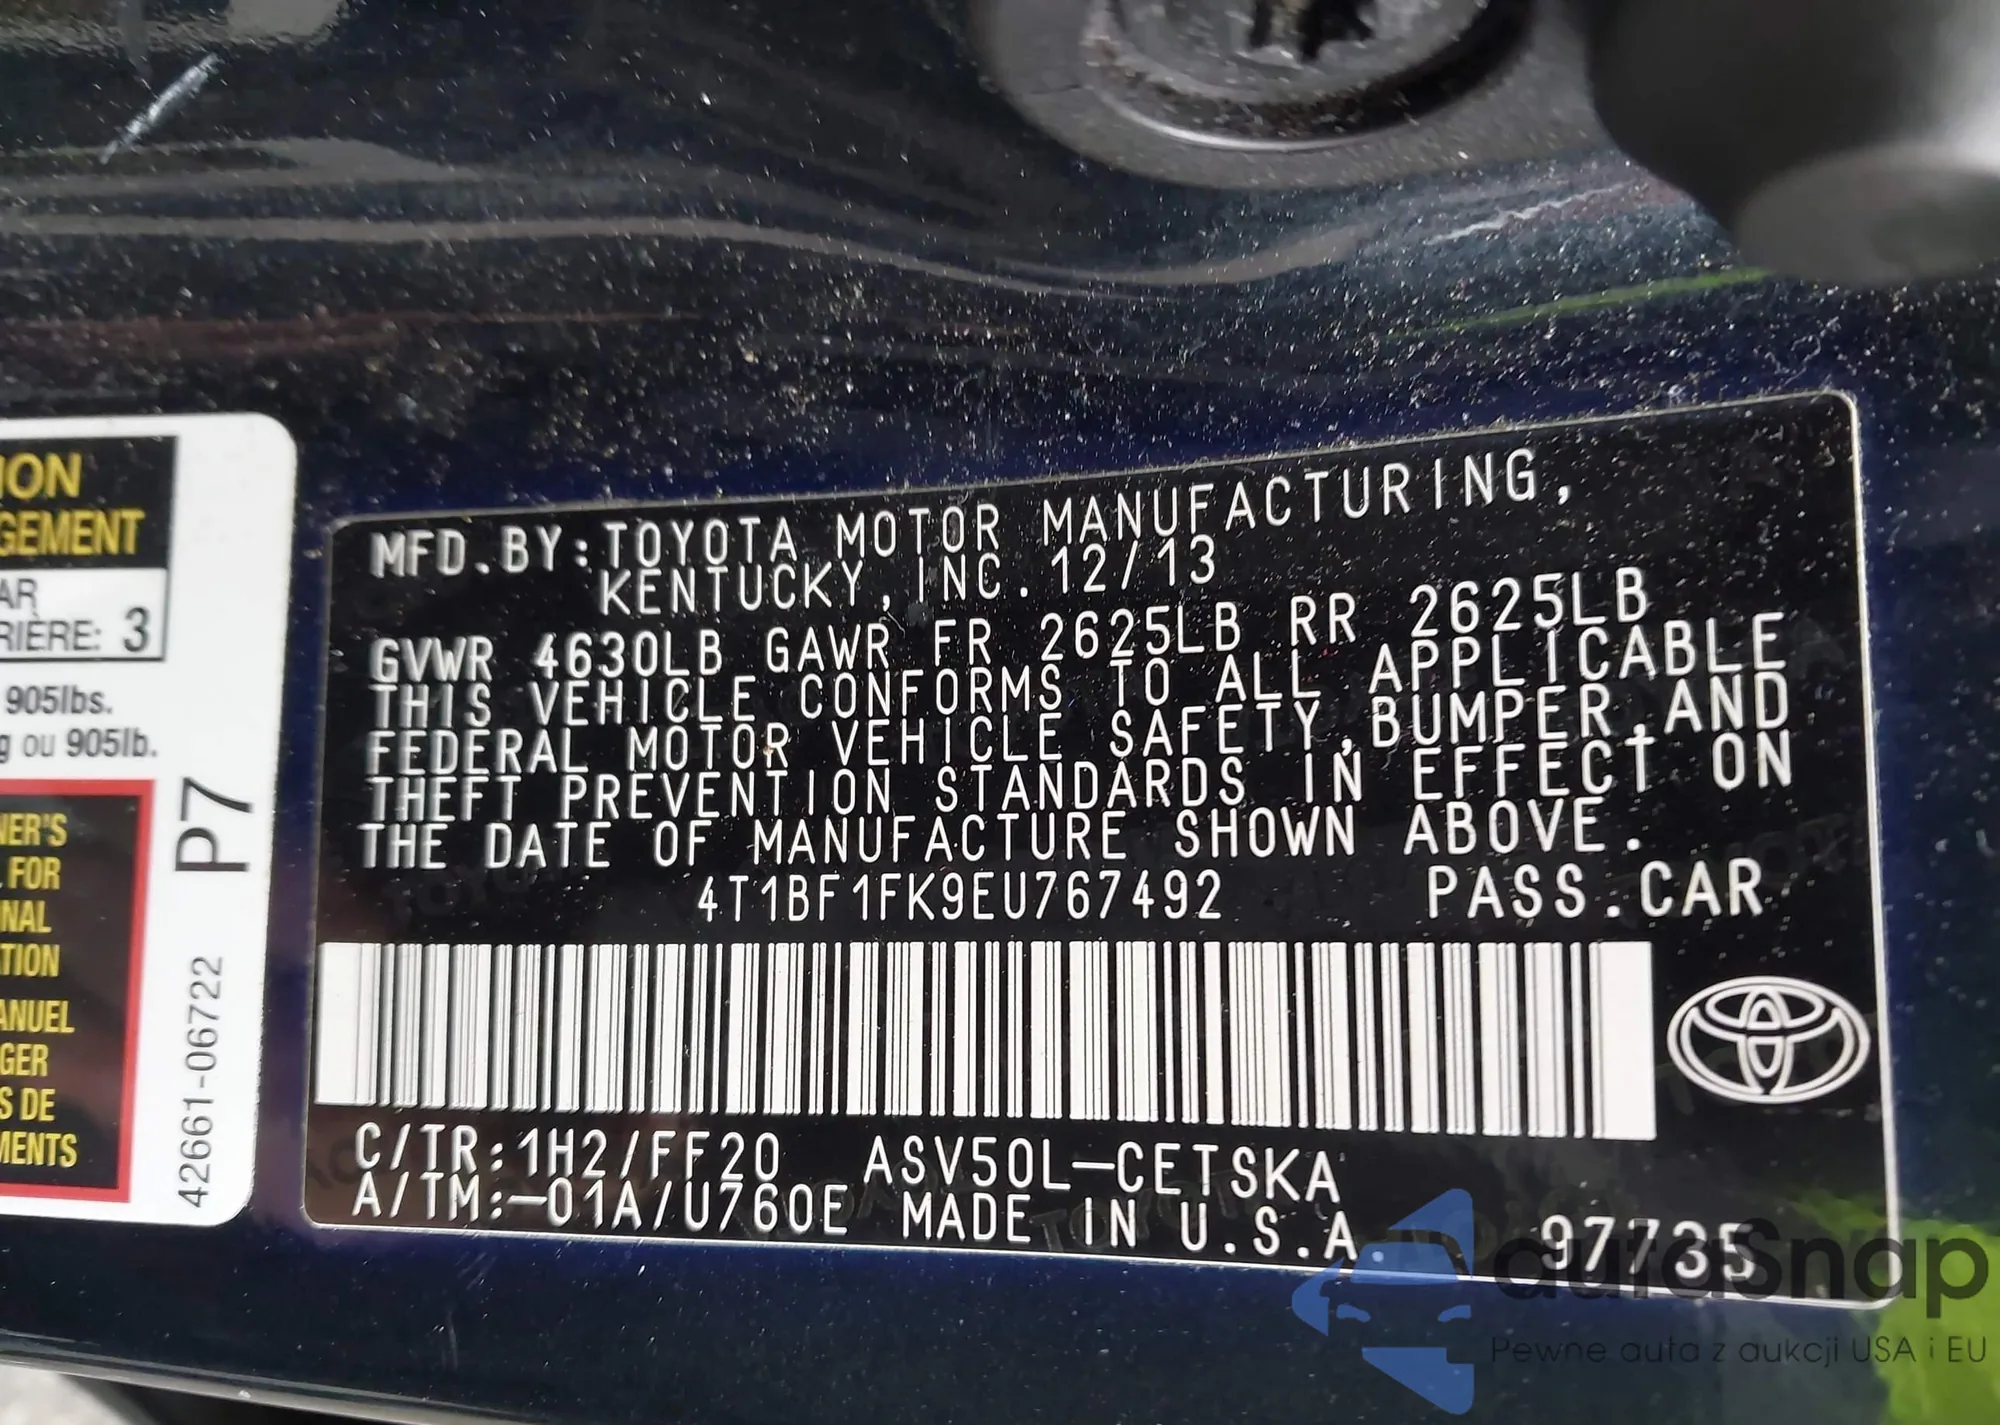 ION
GEMENT
AR
RIÈRE: 3
905lbs.
g ou 905lb.
NER'S
FOR
NAL
TION
ANUEL
GER
S DE
MENTS
P7
42661-06722
MFD.BY:TOYOTA MOTOR MANUFACTURING,
KENTUCKY, INC. 12/13
GVWR 4630LB GAWR FR 2625LB RR 2625LB
THIS VEHICLE CONFORMS TO ALL APPLICABLE
FEDERAL MOTOR VEHICLE SAFETY,BUMPER,AND
THEFT PREVENTION STANDARDS IN EFFECT ON
THE DATE OF MANUFACTURE SHOWN ABOVE.
4T1BF1FK9EU767492 PASS.CAR
C/TR:1H2/FF20 ASV50L-CETSKA
A/TM:-01A/U760E MADE IN U.S.A. 97735
autaSnap
Pewne auta z aukcji USA i EU